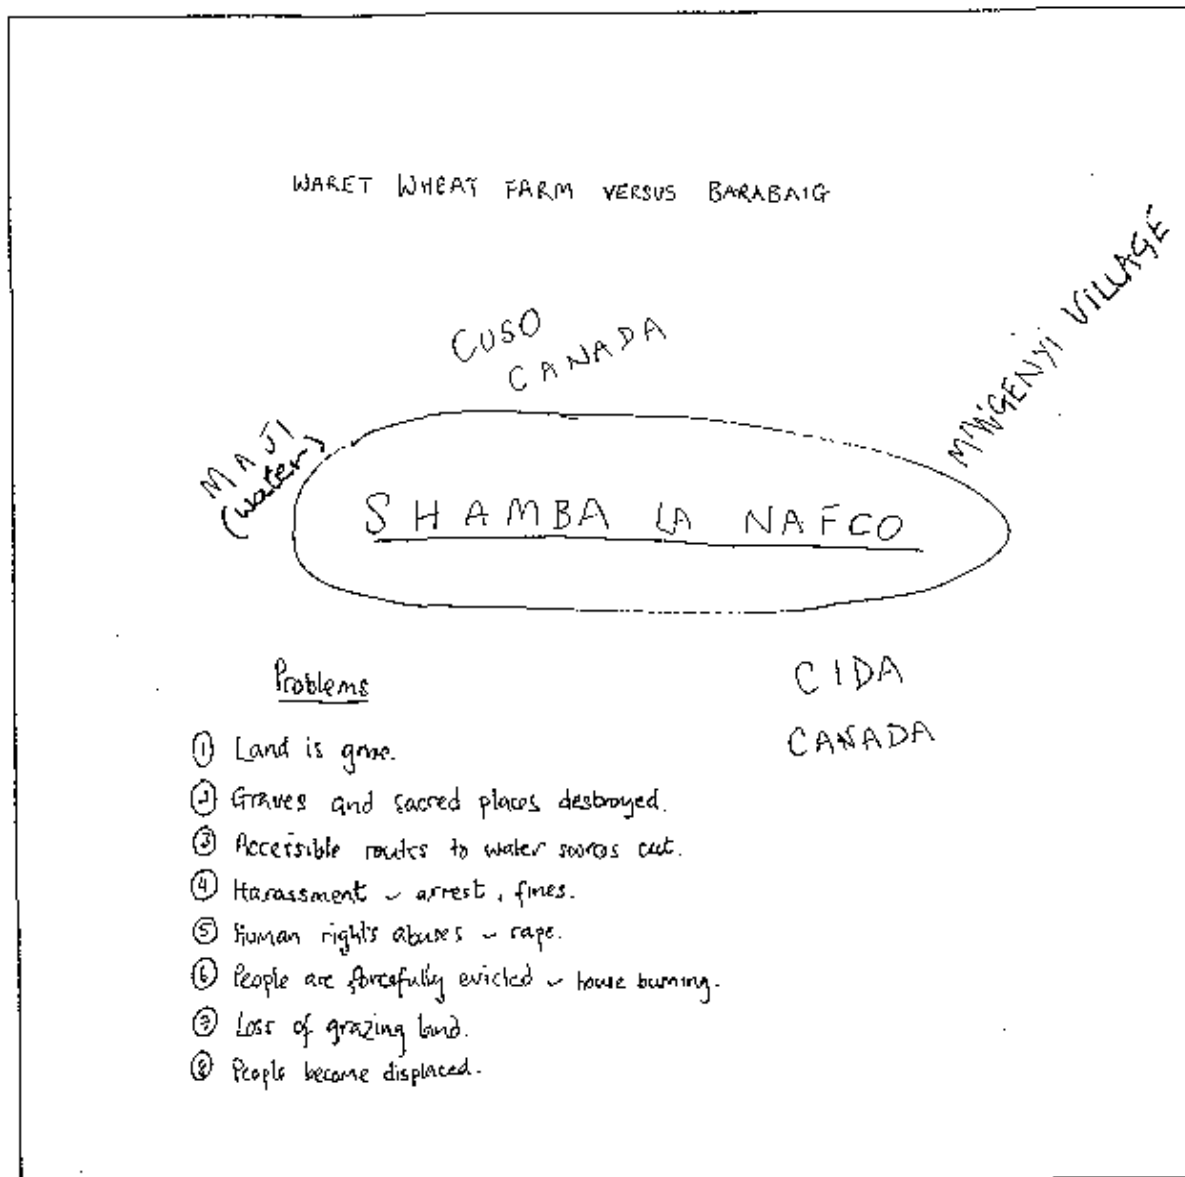 WARET WHEAT FARM VERSUS BARABAIG
CUSO
CANADA
M'NGENYI VILLAGE
MAJI
(water)
SHAMBA LA NAFCO
CIDA
CANADA
Problems
① Land is gone.
② Graves and sacred places destroyed.
③ Accessible routes to water sources cut.
④ Harassment - arrest, fines.
⑤ Human rights abuses - rape.
⑥ People are forcefully evicted - house burning.
⑦ Loss of grazing land.
⑧ People become displaced.